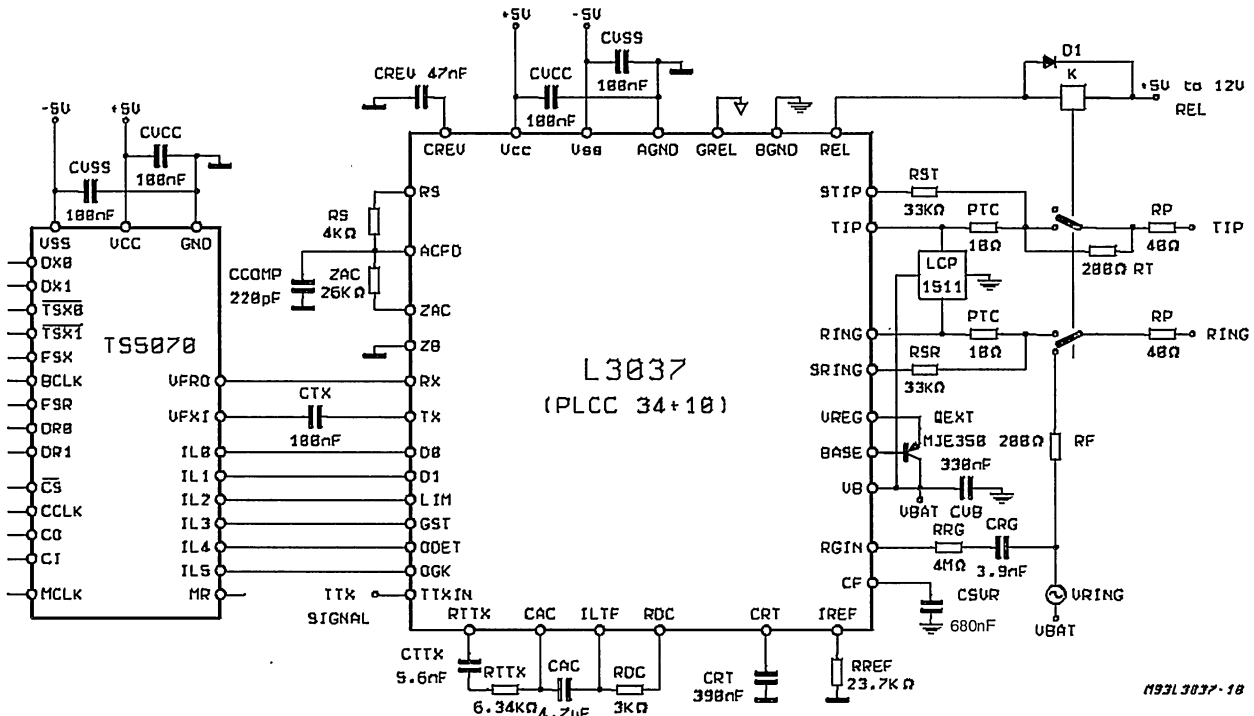 +5V
-5V
CVSS
100nF
CREV 47nF
CVCC
100nF
D1
K
+5V to 12V
REL
-5V
+5V
CVCC
100nF
CVSS
100nF
CREV
Vcc
Vss
AGND
GREL
BGND
REL
VSS
VCC
GND
DX0
DX1
TSX0
TSX1
FSX
BCLK
FSR
DR0
DR1
CS
CCLK
CO
CI
MCLK
TS5070
VFRO
VFXI
IL0
IL1
IL2
IL3
IL4
IL5
MR
RS
4KΩ
CCOMP
220pF
ZAC
26KΩ
CTX
100nF
TTX
SIGNAL
RS
ACFD
ZAC
ZB
RX
TX
D0
D1
LIM
GST
ODET
OGK
TTXIN
L3037
(PLCC 34+10)
STIP
TIP
RING
SRING
VREG
BASE
VB
RGIN
CF
RTTX
CAC
ILTF
RDC
CRT
IREF
RST
33KΩ
PTC
10Ω
RP
40Ω
TIP
200Ω RT
LCP
1511
PTC
10Ω
RP
40Ω
RING
RSR
33KΩ
QEXT
MJE350
200Ω RF
330nF
VBAT
CVB
RRG
4MΩ
CRG
3.9nF
CSVR
680nF
VRING
VBAT
CTTX
5.6nF
RTTX
6.34KΩ
CAC
4.7uF
RDC
3KΩ
CRT
390nF
RREF
23.7KΩ
M93L3037-18